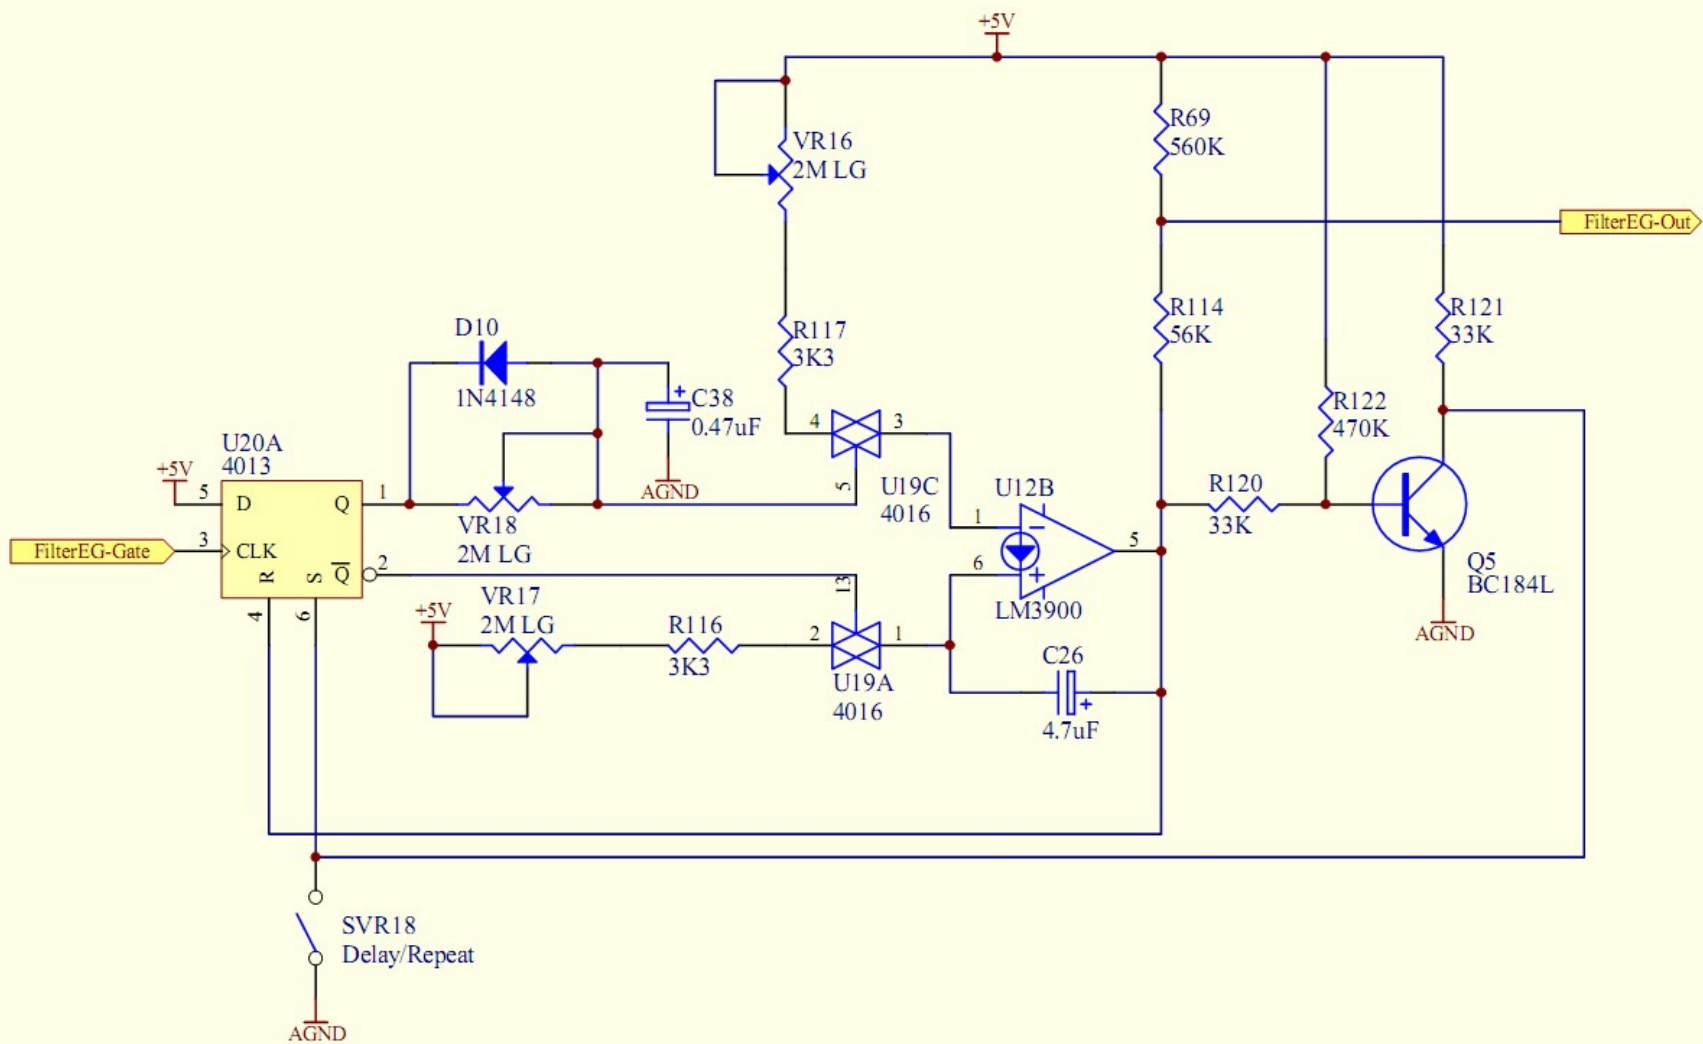 +5V
R69
560K
VR16
2M LG
FilterEG-Out
R114
56K
R121
33K
R117
3K3
D10
1N4148
C38
0.47uF
AGND
R122
470K
4
3
5
U19C
4016
U20A
4013
+5V
5
D
Q
1
VR18
2M LG
FilterEG-Gate
3
CLK
R
S
Q
2
4
6
U12B
1
-
6
+
5
LM3900
R120
33K
Q5
BC184L
AGND
13
+5V
VR17
2M LG
R116
3K3
2
1
U19A
4016
C26
4.7uF
+
+
SVR18
Delay/Repeat
AGND